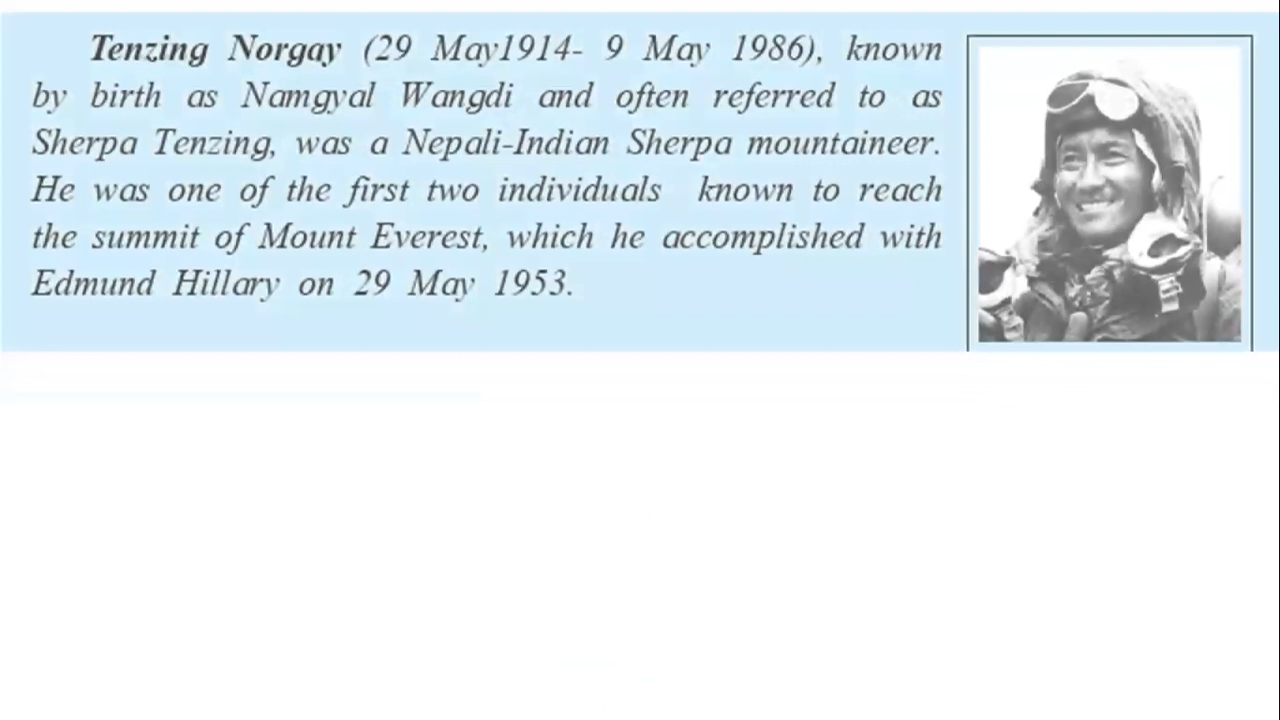 Tenzing Norgay (29 May1914- 9 May 1986), known
by birth as Namgyal Wangdi and often referred to as
Sherpa Tenzing, was a Nepali-Indian Sherpa mountaineer.
He was one of the first two individuals known to reach
the summit of Mount Everest, which he accomplished with
Edmund Hillary on 29 May 1953.